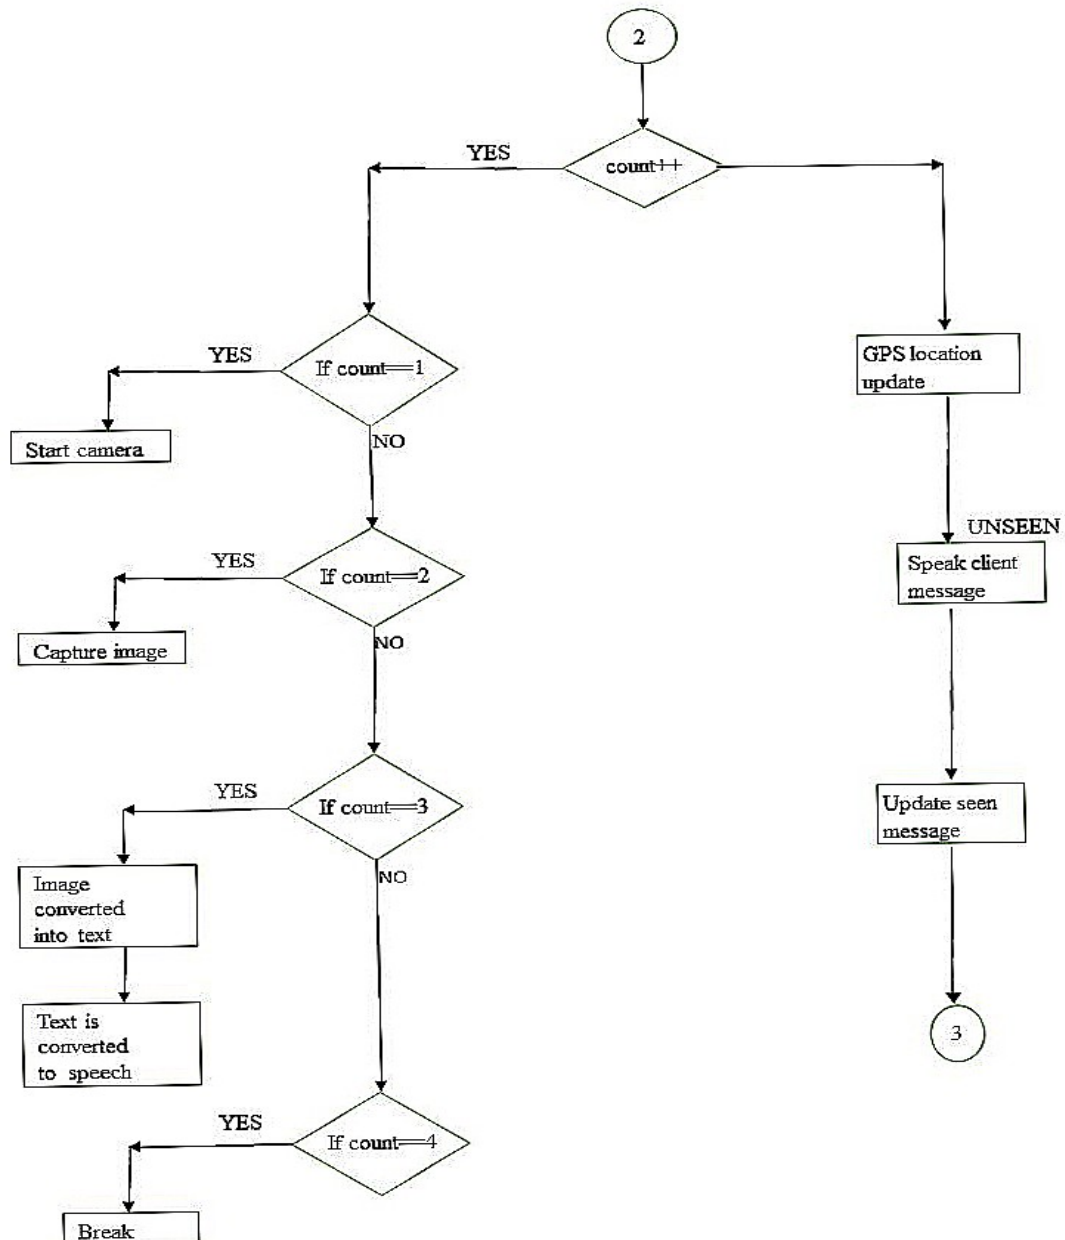 2
YES
count++
YES
If count==1
GPS location
update
Start camera
NO
UNSEEN
YES
If count==2
Speak client
message
Capture image
NO
YES
If count==3
Update seen
message
Image
converted
into text
NO
Text is
converted
to speech
3
YES
If count==4
Break